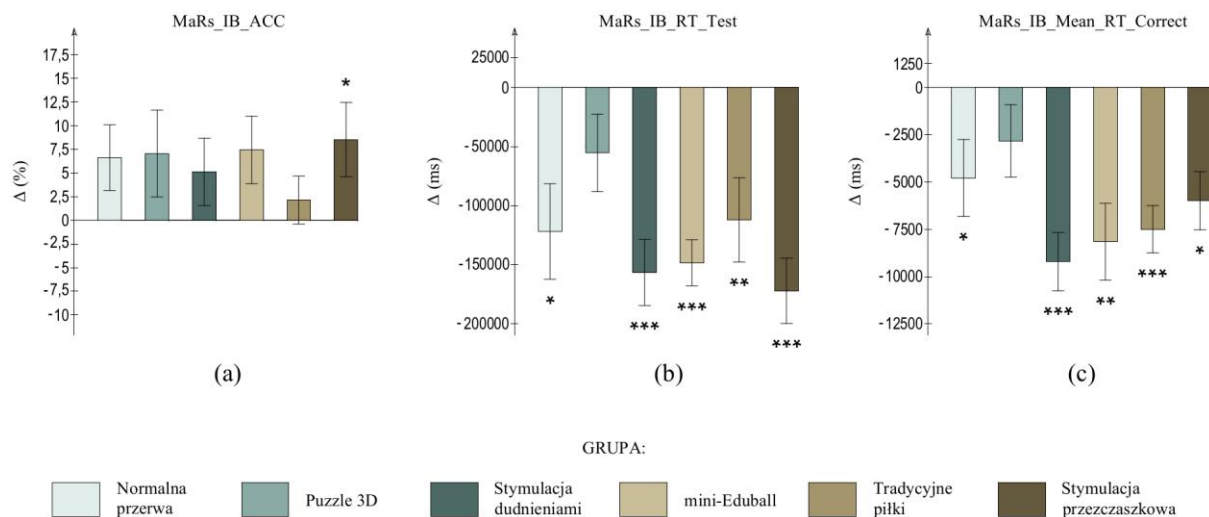 MaRs_IB_ACC
Δ (%)
17,5
15
12,5
10
7,5
5
2,5
0
-2,5
-5
-7,5
-10
*
(a)
MaRs_IB_RT_Test
Δ (ms)
25000
0
-50000
-100000
-150000
-200000
*
***
***
**
***
(b)
MaRs_IB_Mean_RT_Correct
Δ (ms)
1250
0
-2500
-5000
-7500
-10000
-12500
*
***
**
***
*
(c)
GRUPA:
Normalna
przerwa
Puzzle 3D
Stymulacja
dudnieniami
mini-Eduball
Tradycyjne
piłki
Stymulacja
przezczaszkowa